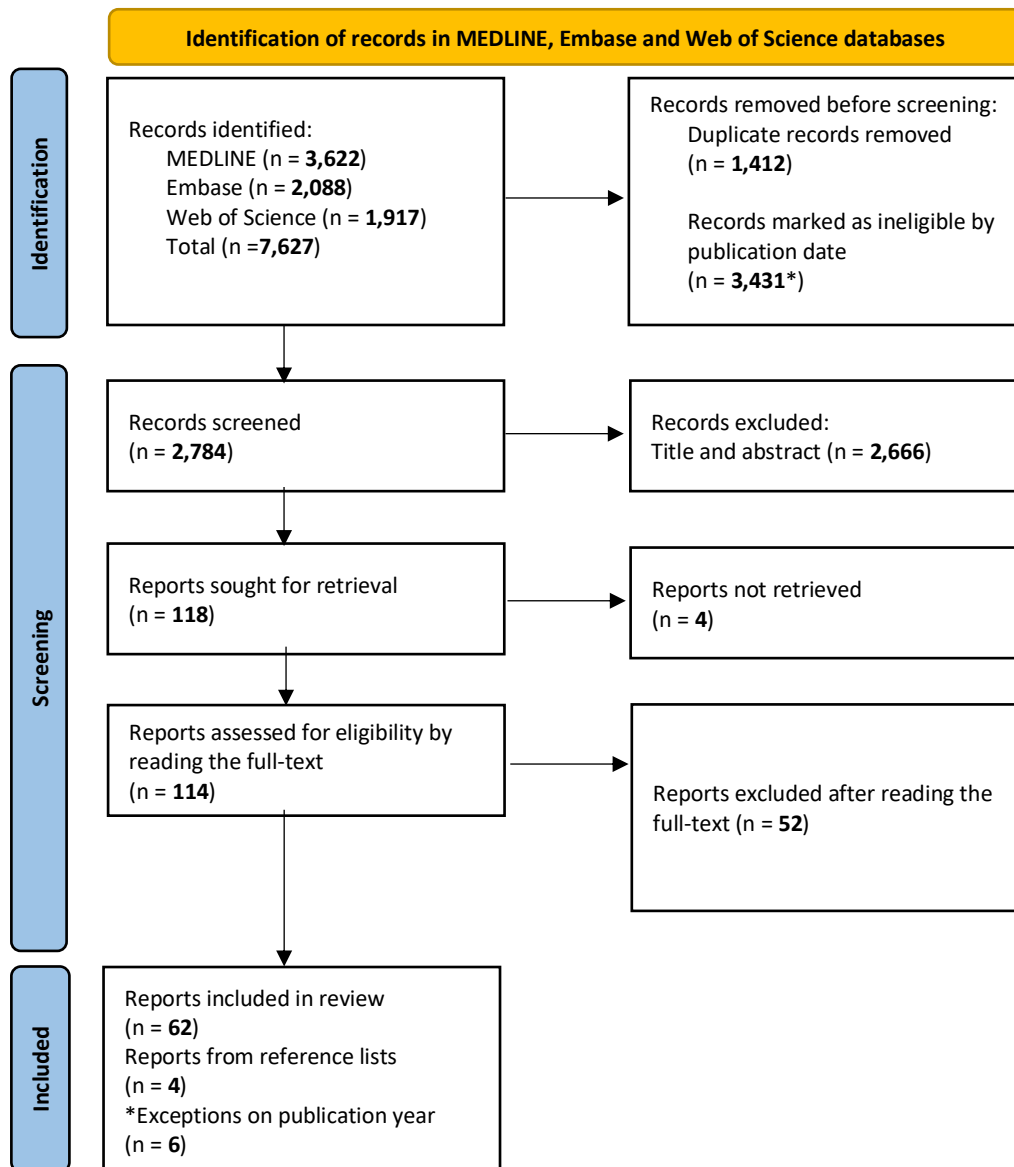 Identification of records in MEDLINE, Embase and Web of Science databases
Identification
Records identified:
MEDLINE (n = 3,622)
Embase (n = 2,088)
Web of Science (n = 1,917)
Total (n =7,627)
Records removed before screening:
Duplicate records removed
(n = 1,412)
Records marked as ineligible by
publication date
(n = 3,431*)
Screening
Records screened
(n = 2,784)
Records excluded:
Title and abstract (n = 2,666)
Reports sought for retrieval
(n = 118)
Reports not retrieved
(n = 4)
Reports assessed for eligibility by
reading the full-text
(n = 114)
Reports excluded after reading the
full-text (n = 52)
Included
Reports included in review
(n = 62)
Reports from reference lists
(n = 4)
*Exceptions on publication year
(n = 6)